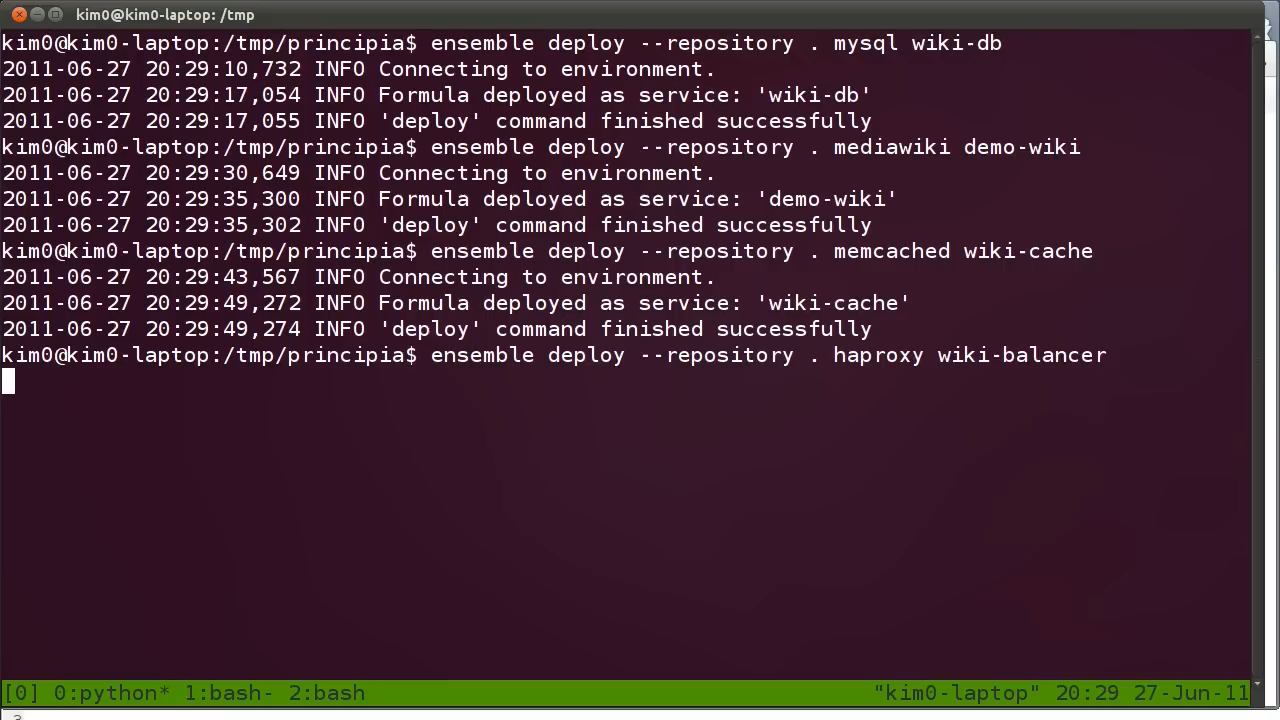 kim0@kim0-laptop: /tmp
kim0@kim0-laptop:/tmp/principia$ ensemble deploy --repository . mysql wiki-db
2011-06-27 20:29:10,732 INFO Connecting to environment.
2011-06-27 20:29:17,054 INFO Formula deployed as service: 'wiki-db'
2011-06-27 20:29:17,055 INFO 'deploy' command finished successfully
kim0@kim0-laptop:/tmp/principia$ ensemble deploy --repository . mediawiki demo-wiki
2011-06-27 20:29:30,649 INFO Connecting to environment.
2011-06-27 20:29:35,300 INFO Formula deployed as service: 'demo-wiki'
2011-06-27 20:29:35,302 INFO 'deploy' command finished successfully
kim0@kim0-laptop:/tmp/principia$ ensemble deploy --repository . memcached wiki-cache
2011-06-27 20:29:43,567 INFO Connecting to environment.
2011-06-27 20:29:49,272 INFO Formula deployed as service: 'wiki-cache'
2011-06-27 20:29:49,274 INFO 'deploy' command finished successfully
kim0@kim0-laptop:/tmp/principia$ ensemble deploy --repository . haproxy wiki-balancer
[0] 0:python* 1:bash- 2:bash "kim0-laptop" 20:29 27-Jun-11